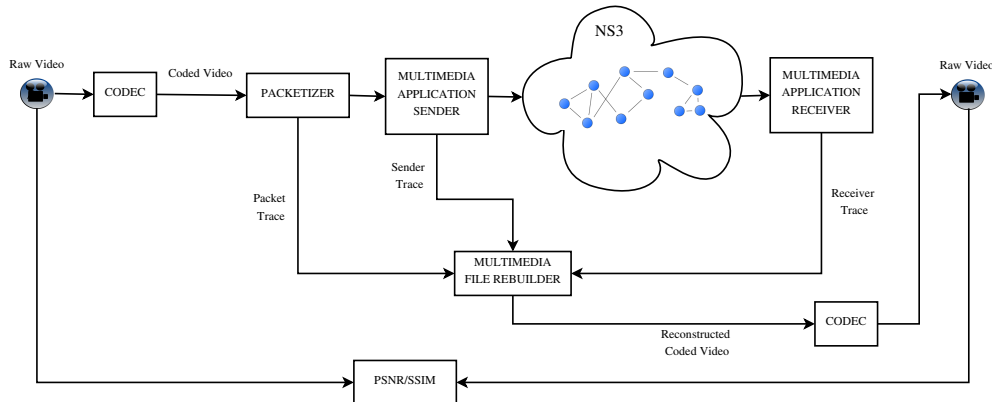 NS3
Raw Video
Coded Video
CODEC
PACKETIZER
MULTIMEDIA
APPLICATION
SENDER
MULTIMEDIA
APPLICATION
RECEIVER
Raw Video
Packet
Trace
Sender
Trace
Receiver
Trace
MULTIMEDIA
FILE REBUILDER
Reconstructed
Coded Video
CODEC
PSNR/SSIM